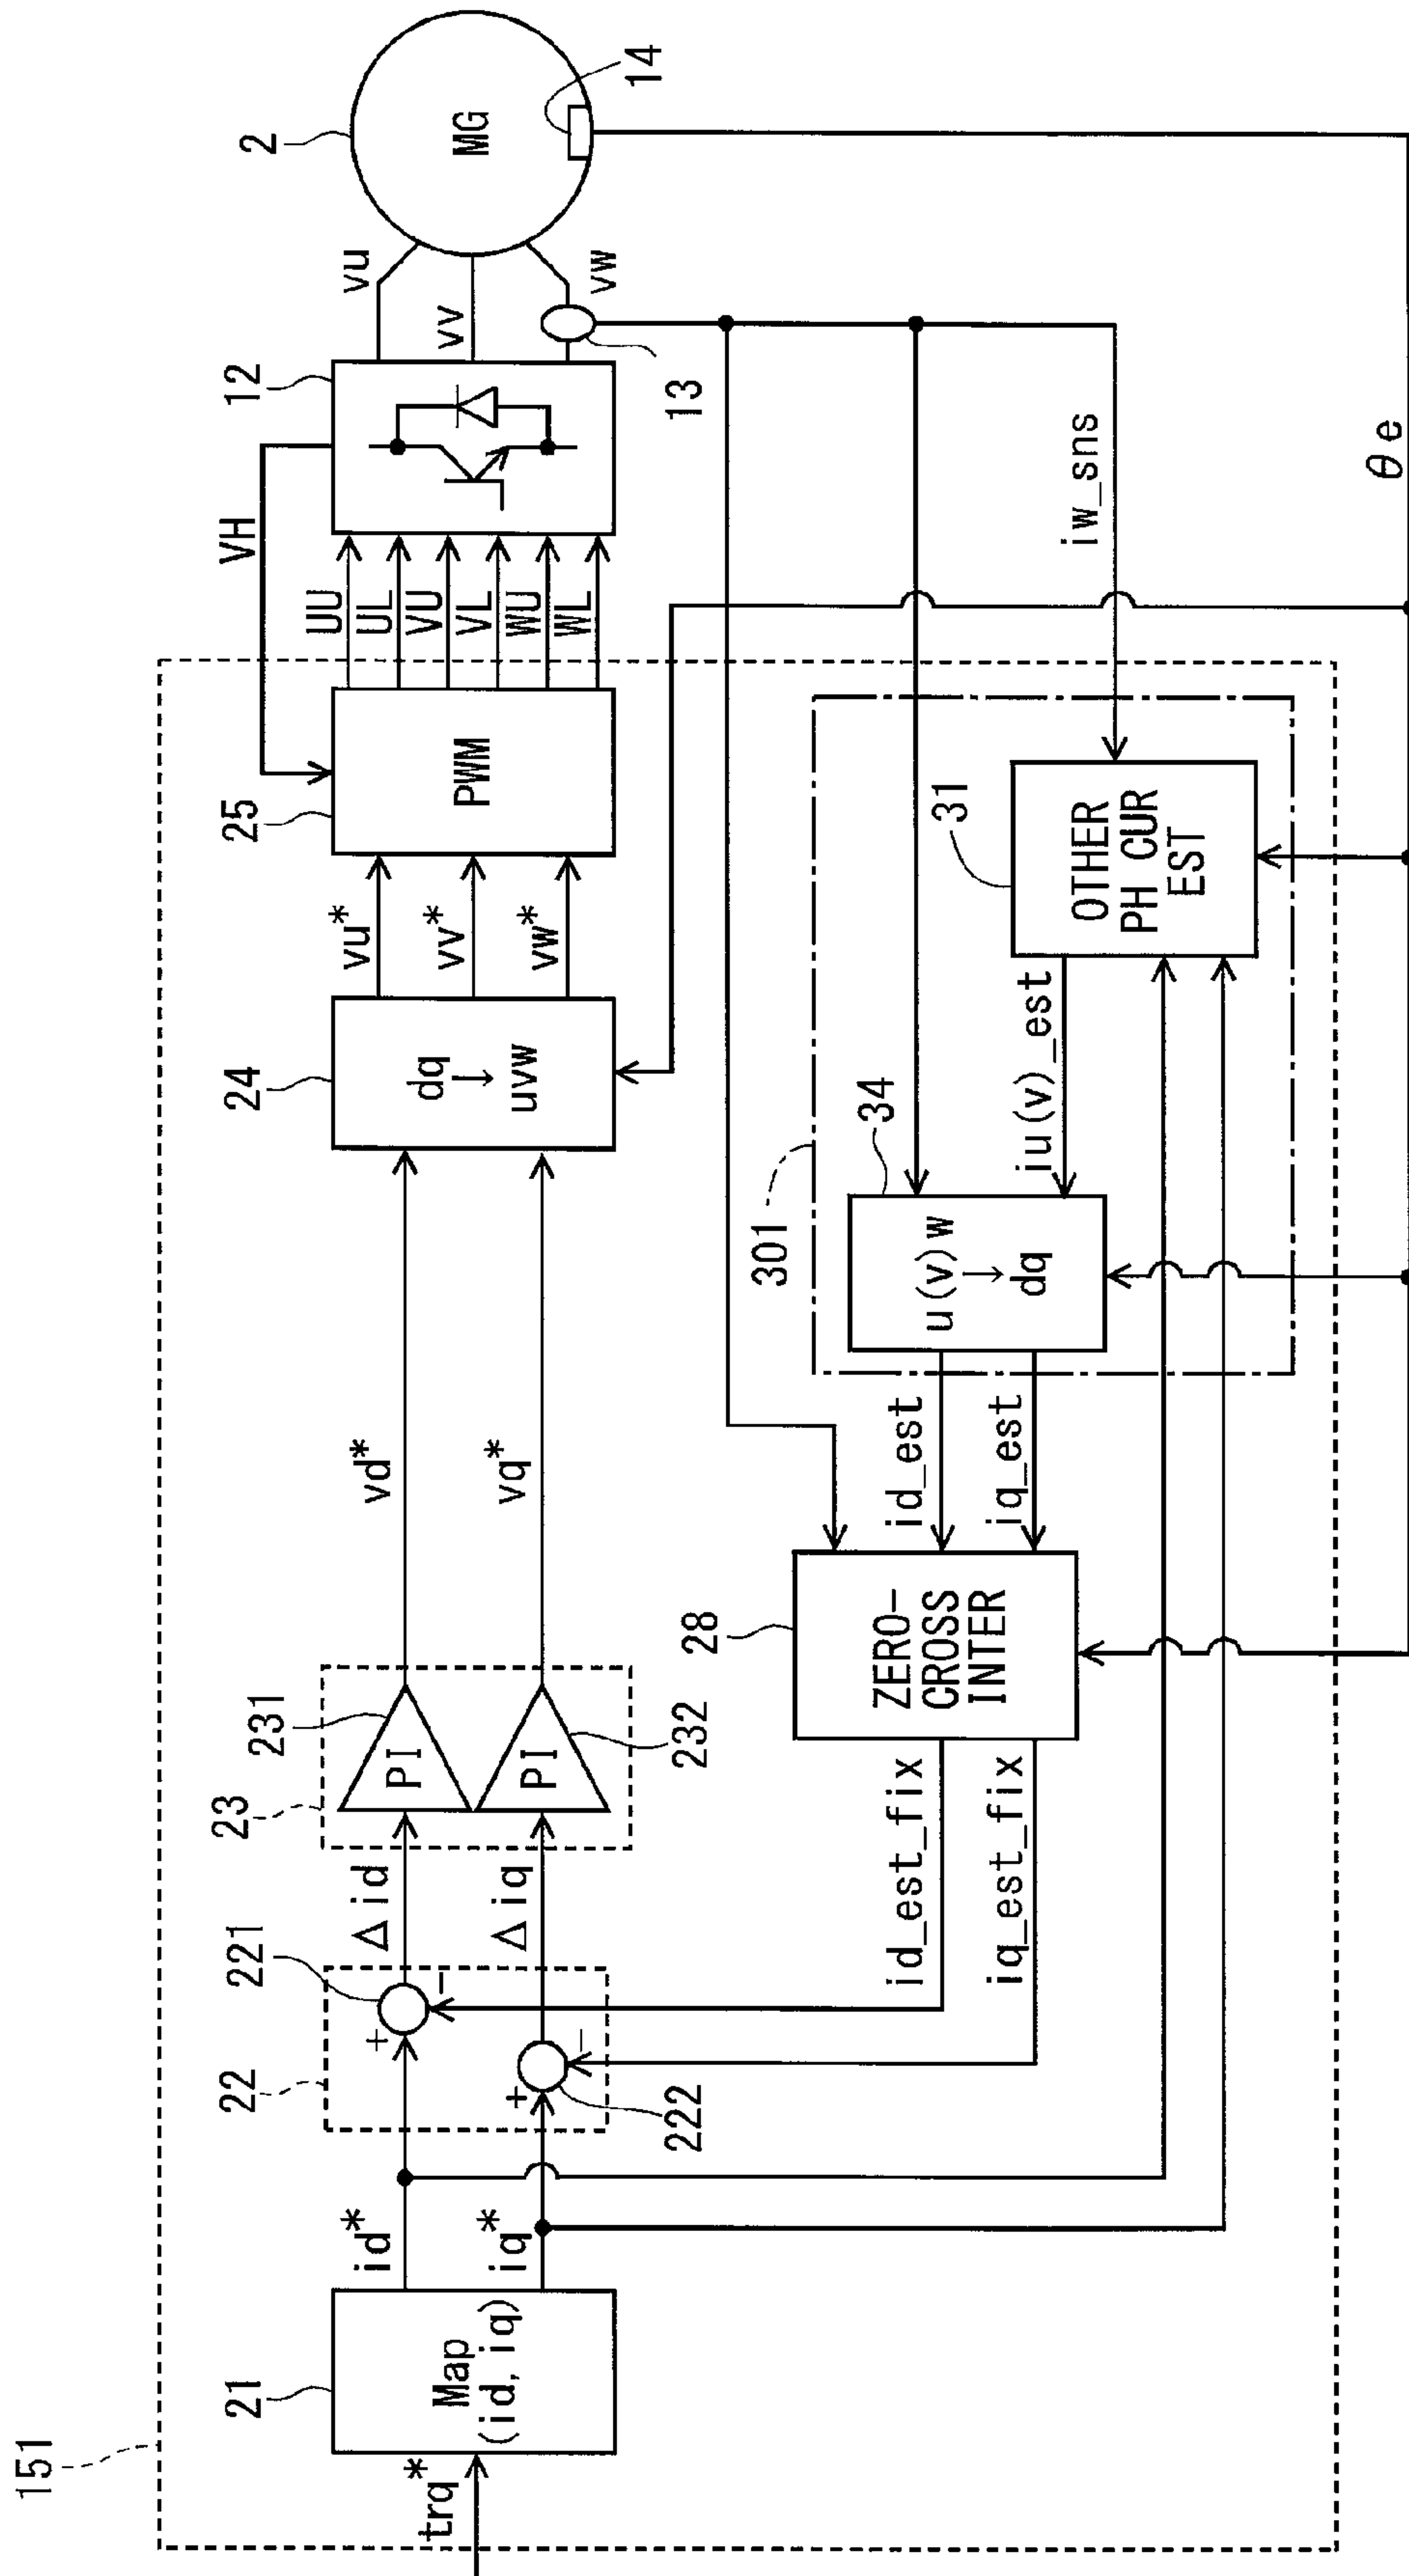 151
trq*
21
Map
(id, iq)
id*
iq*
22
221
222
+
-
+
-
Δid
Δiq
23
231
232
PI
PI
vd*
vq*
24
dq
↓
uvw
vu*
vv*
vw*
25
PWM
VH
UU
UL
VU
VL
WU
WL
12
vu
vv
vw
13
2
MG
14
id_est_fix
iq_est_fix
28
ZERO-
CROSS
INTER
id_est
iq_est
301
34
u(v)w
↓
dq
iu(v)_est
31
OTHER
PH CUR
EST
iw_sns
θe